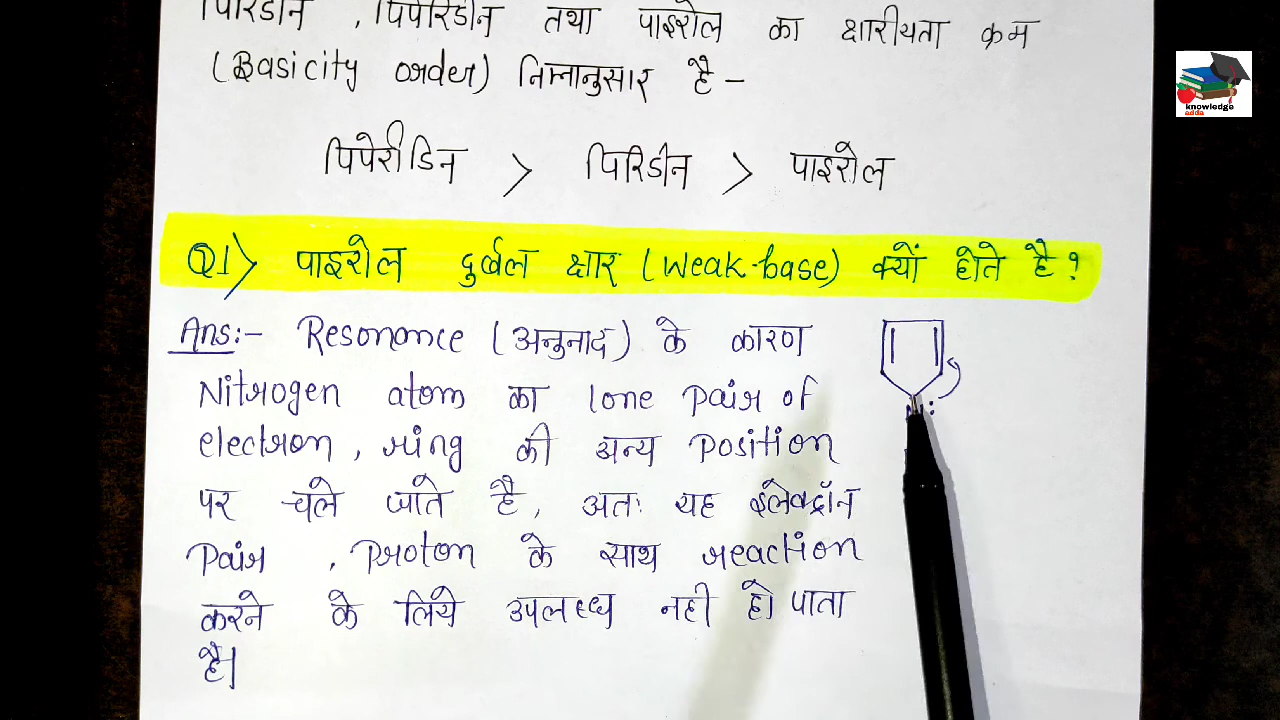 पिरिडीन , पिपेरिडीन तथा पाइरोल का क्षारीयता क्रम
(Basicity order) निम्नानुसार है –
पिपेरीडिन > पिरिडीन > पाइरोल
Q1> पाइरोल दुर्बल क्षार (weak-base) क्यों होते है ?
Ans:- Resonance (अनुनाद) के कारण
Nitrogen atom का lone pair of
electron, ring की अन्य position
पर चले जाते है, अतः यह इलेक्ट्रॉन
Pair , Proton के साथ reaction
करने के लिये उपलब्ध नही हो पाता
है।
knowledge
adda